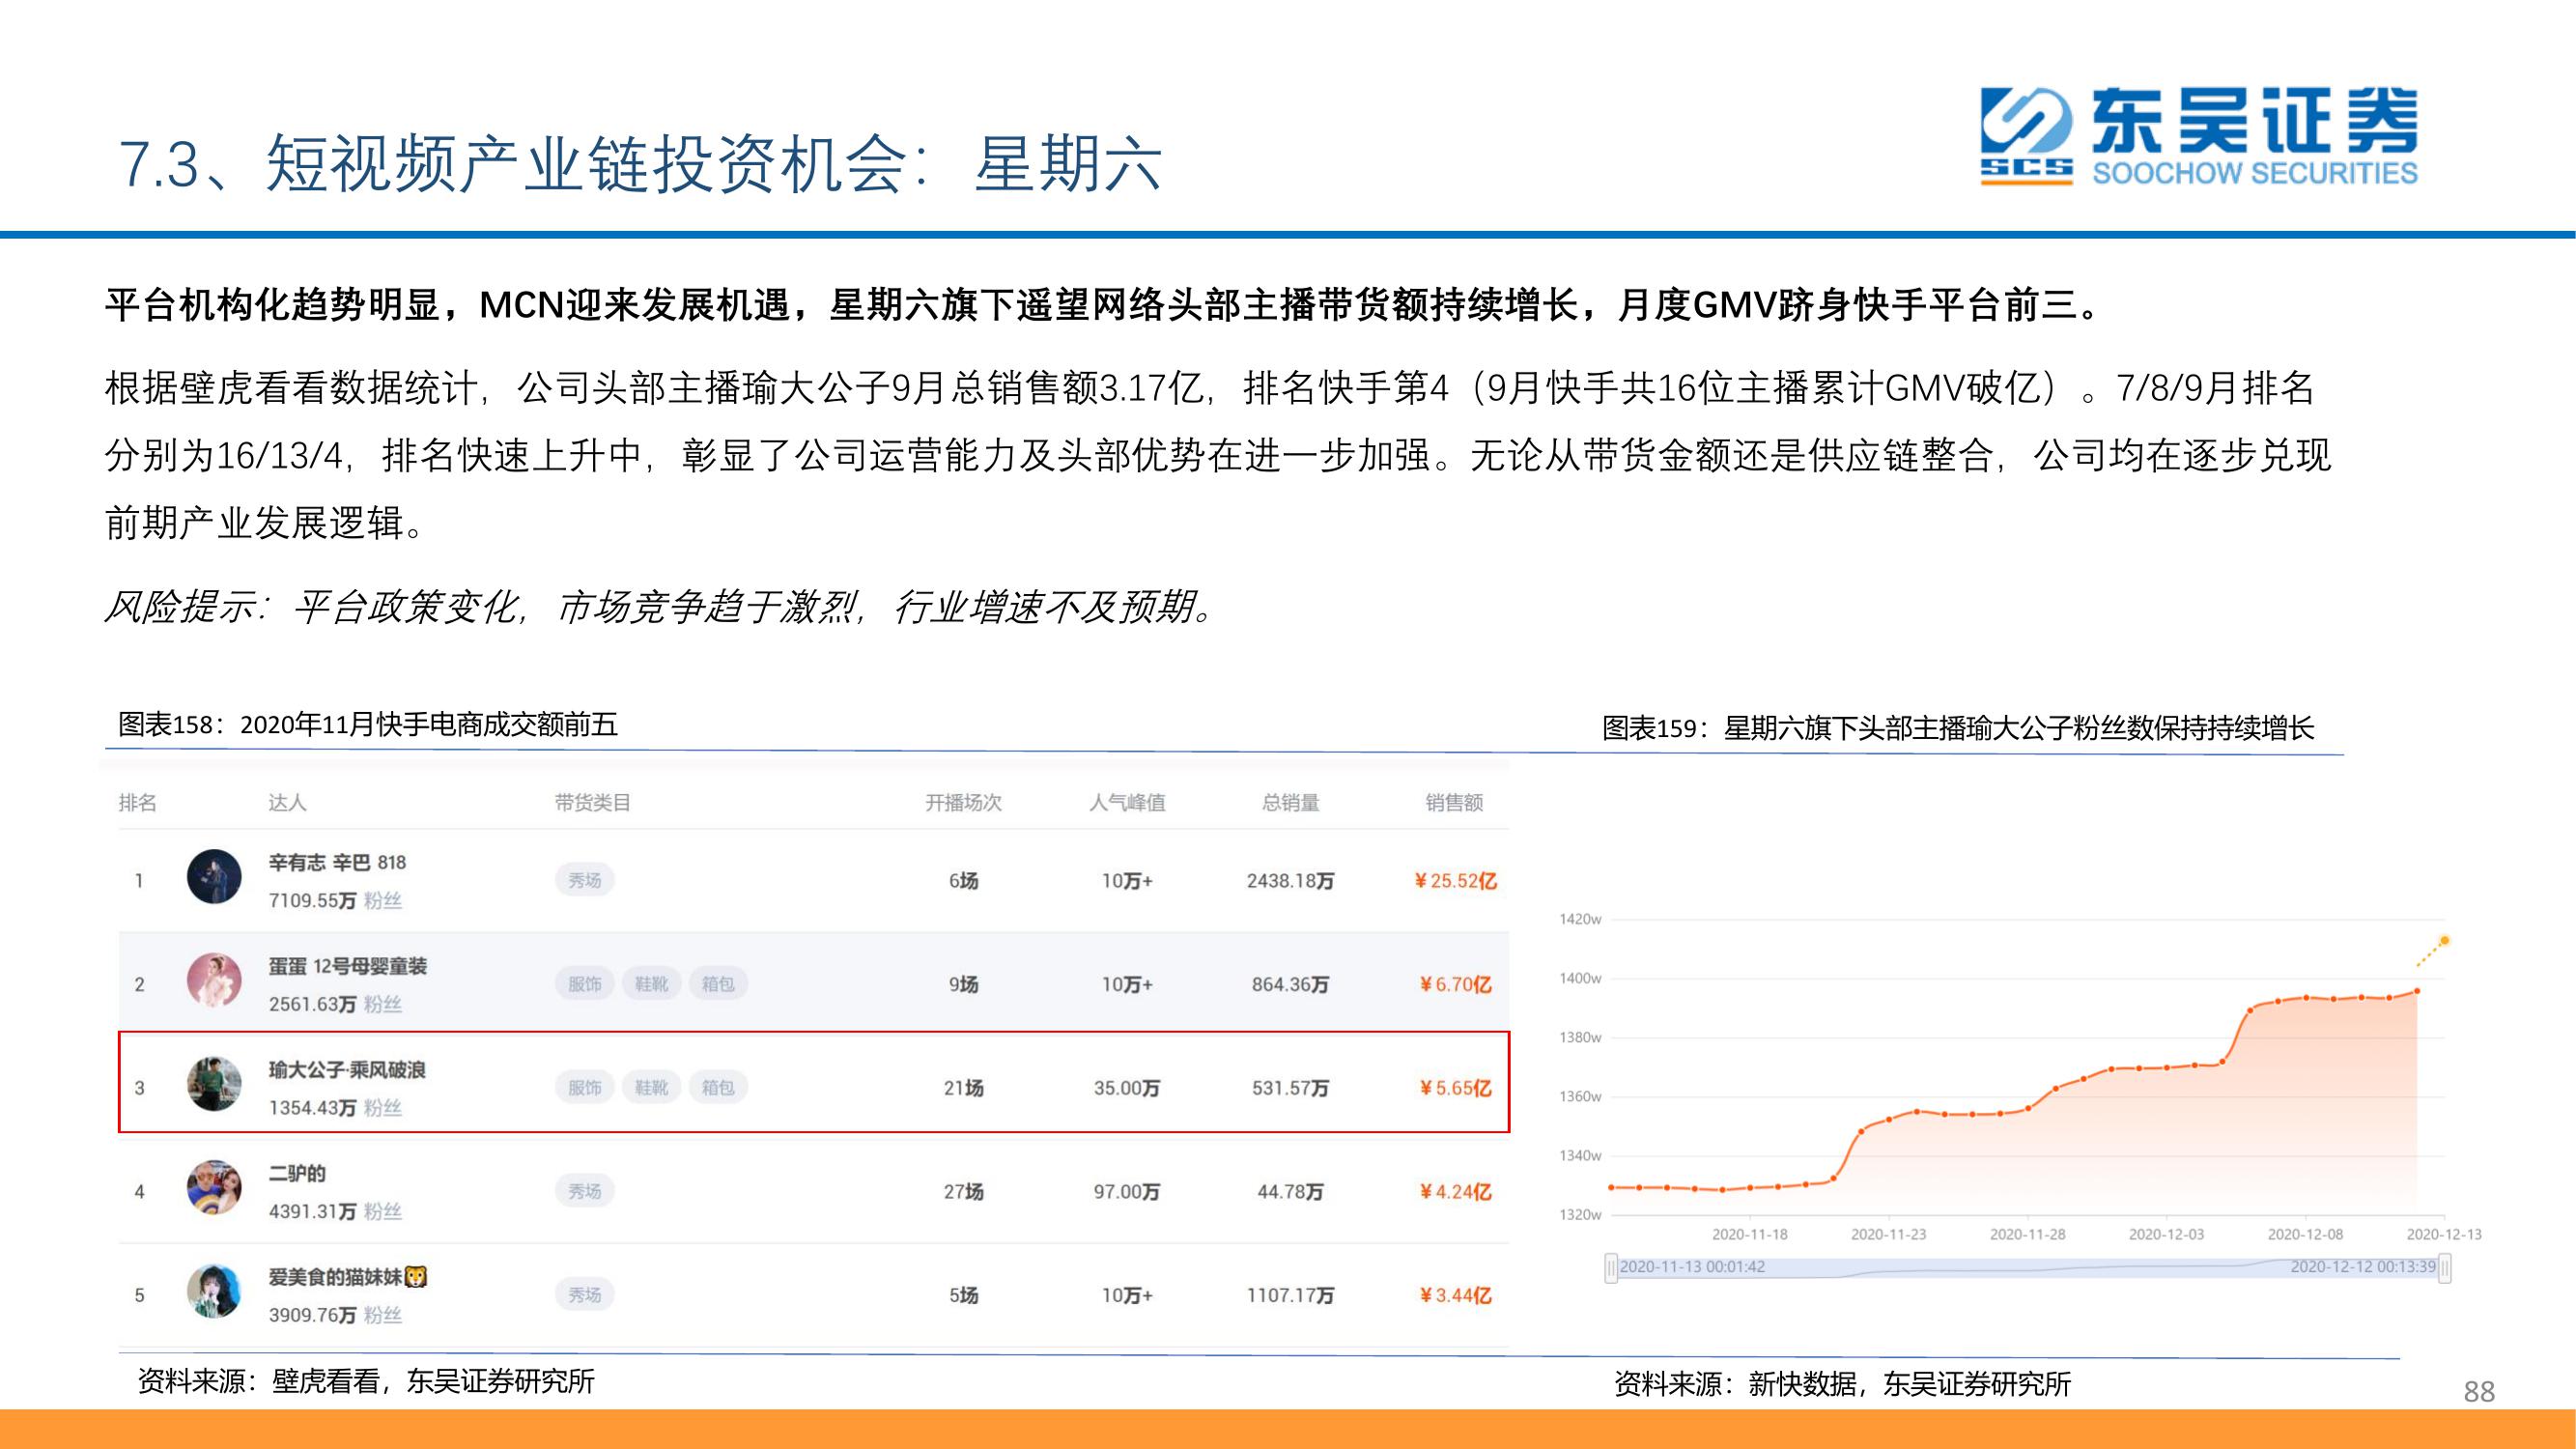 7.3、短视频产业链投资机会：星期六
东吴证券
SCS
SOOCHOW SECURITIES
平台机构化趋势明显，MCN迎来发展机遇，星期六旗下遥望网络头部主播带货额持续增长，月度GMV跻身快手平台前三。
根据壁虎看看数据统计，公司头部主播瑜大公子9月总销售额3.17亿，排名快手第4（9月快手共16位主播累计GMV破亿）。7/8/9月排名
分别为16/13/4，排名快速上升中，彰显了公司运营能力及头部优势在进一步加强。无论从带货金额还是供应链整合，公司均在逐步兑现
前期产业发展逻辑。
风险提示：平台政策变化，市场竞争趋于激烈，行业增速不及预期。
图表158：2020年11月快手电商成交额前五
排名 达人 带货类目 开播场次 人气峰值 总销量 销售额
1 辛有志 辛巴 818 秀场 6场 10万+ 2438.18万 ¥25.52亿
7109.55万 粉丝
2 蛋蛋 12号母婴童装 服饰 鞋靴 箱包 9场 10万+ 864.36万 ¥6.70亿
2561.63万 粉丝
3 瑜大公子·乘风破浪 服饰 鞋靴 箱包 21场 35.00万 531.57万 ¥5.65亿
1354.43万 粉丝
4 二驴的 秀场 27场 97.00万 44.78万 ¥4.24亿
4391.31万 粉丝
5 爱美食的猫妹妹🐯 秀场 5场 10万+ 1107.17万 ¥3.44亿
3909.76万 粉丝
资料来源：壁虎看看，东吴证券研究所
图表159：星期六旗下头部主播瑜大公子粉丝数保持持续增长
1420w
1400w
1380w
1360w
1340w
1320w
2020-11-18 2020-11-23 2020-11-28 2020-12-03 2020-12-08 2020-12-13
2020-11-13 00:01:42 2020-12-12 00:13:39
资料来源：新快数据，东吴证券研究所
88